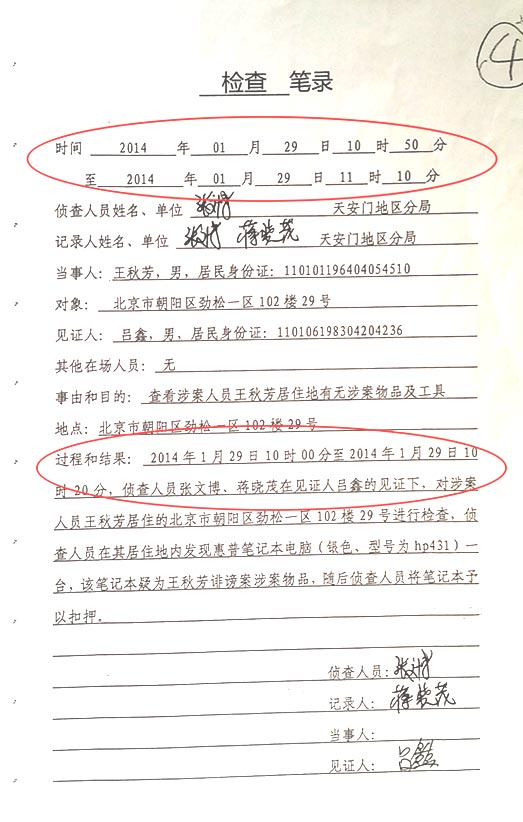 4
检查 笔录
时间 2014 年 01 月 29 日 10 时 50 分
至 2014 年 01 月 29 日 11 时 10 分
侦查人员姓名、单位 天安门地区分局
记录人姓名、单位 蒋晓茂 天安门地区分局
当事人：王秋芳，男，居民身份证：110101196404054510
对象： 北京市朝阳区劲松一区 102 楼 29 号
见证人：吕鑫，男，居民身份证：110106198304204236
其他在场人员：无
事由和目的：查看涉案人员王秋芳居住地有无涉案物品及工具
地点：北京市朝阳区劲松一区 102 楼 29 号
过程和结果： 2014 年 1 月 29 日 10 时 00 分至 2014 年 1 月 29 日 10
时 20 分，侦查人员张文博、蒋晓茂在见证人吕鑫的见证下，对涉案
人员王秋芳居住的北京市朝阳区劲松一区 102 楼 29 号进行检查，侦
查人员在其居住地内发现惠普笔记本电脑（银色、型号为 hp431）一
台，该笔记本疑为王秋芳诽谤案涉案物品，随后侦查人员将笔记本予
以扣押。
侦查人员：
记录人：蒋晓茂
当事人：
见证人：吕鑫